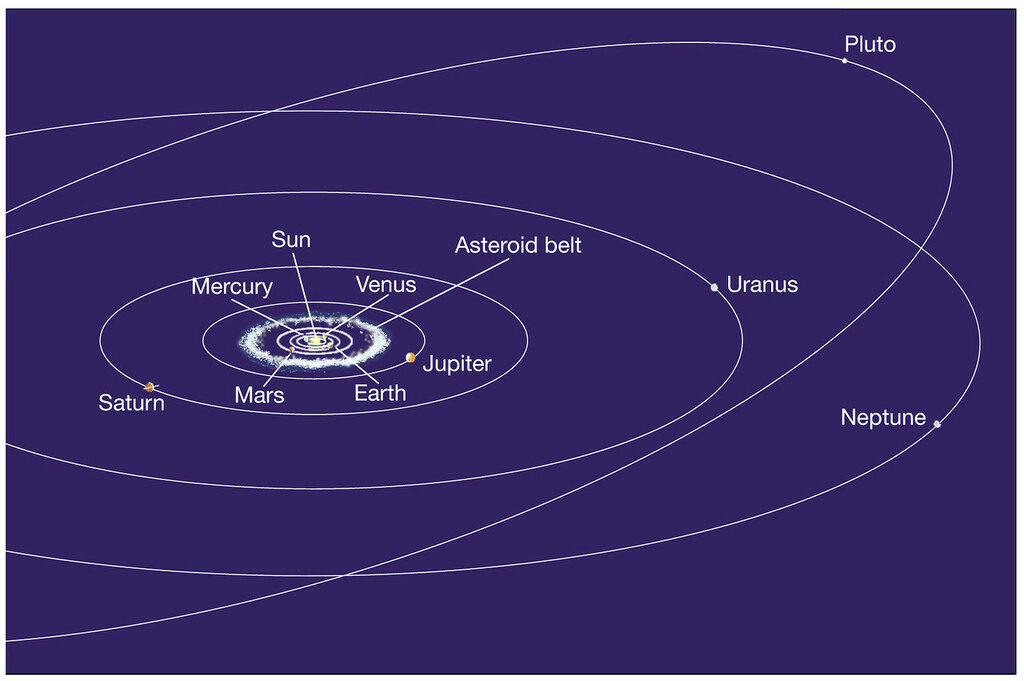 Pluto
Sun
Asteroid belt
Mercury
Venus
Uranus
Jupiter
Mars
Earth
Saturn
Neptune